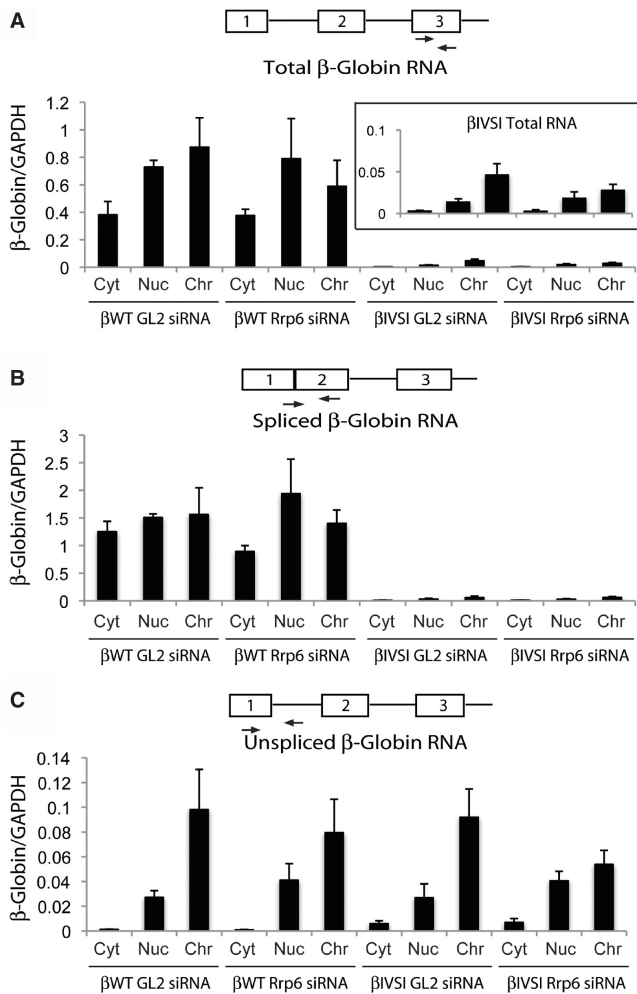 A
1 2 3
Total β-Globin RNA
β-Globin/GAPDH
1.2
1
0.8
0.6
0.4
0.2
0
βIVSI Total RNA
0.1
0.05
0
Cyt Nuc Chr Cyt Nuc Chr Cyt Nuc Chr Cyt Nuc Chr
βWT GL2 siRNA βWT Rrp6 siRNA βIVSI GL2 siRNA βIVSI Rrp6 siRNA
B
1 2 3
Spliced β-Globin RNA
β-Globin/GAPDH
3
2.5
2
1.5
1
0.5
0
Cyt Nuc Chr Cyt Nuc Chr Cyt Nuc Chr Cyt Nuc Chr
βWT GL2 siRNA βWT Rrp6 siRNA βIVSI GL2 siRNA βIVSI Rrp6 siRNA
C
1 2 3
Unspliced β-Globin RNA
β-Globin/GAPDH
0.14
0.12
0.1
0.08
0.06
0.04
0.02
0
Cyt Nuc Chr Cyt Nuc Chr Cyt Nuc Chr Cyt Nuc Chr
βWT GL2 siRNA βWT Rrp6 siRNA βIVSI GL2 siRNA βIVSI Rrp6 siRNA